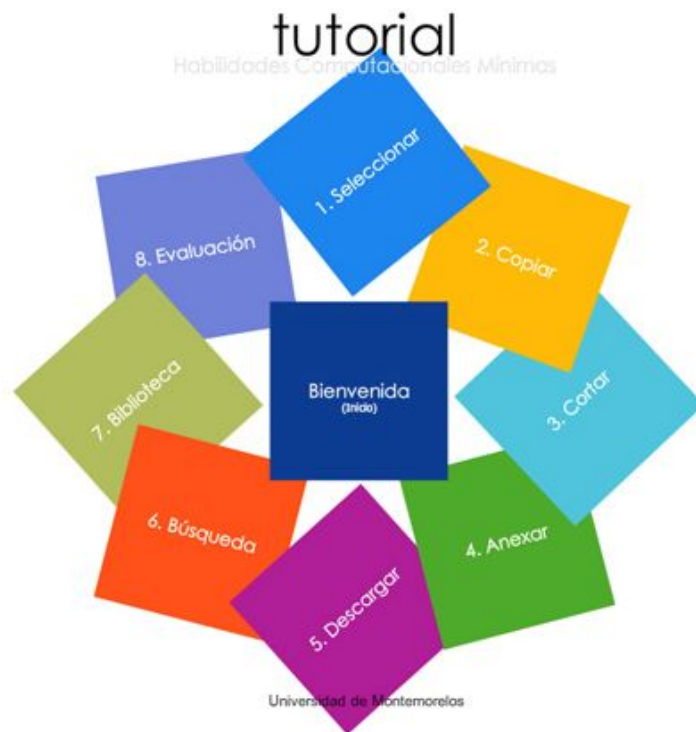 tutorial
Habilidades Computacionales Mínimas
1. Seleccionar
2. Copiar
3. Cortar
4. Anexar
5. Descargar
6. Búsqueda
7. Biblioteca
8. Evaluación
Bienvenida
(Inicio)
Universidad de Montemorelos